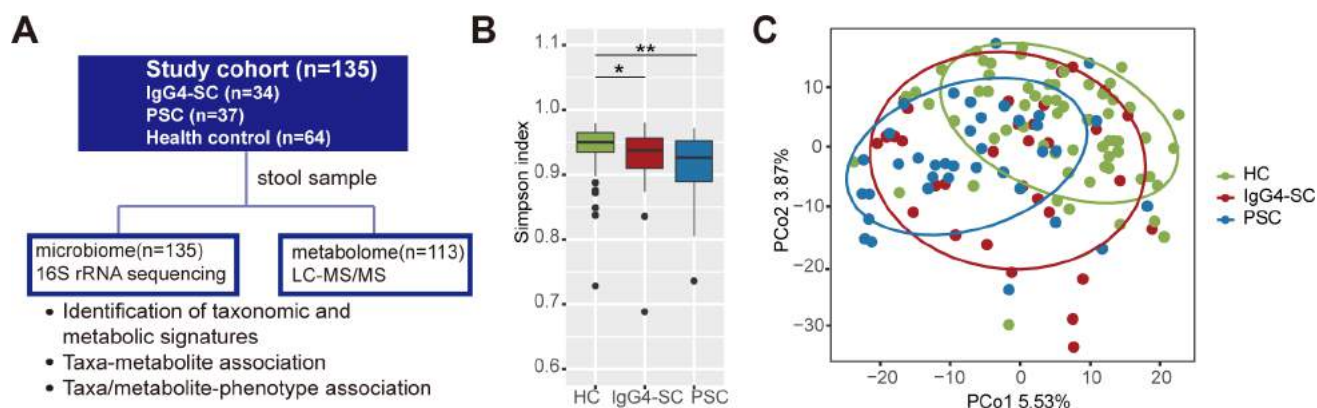 A
Study cohort (n=135)
IgG4-SC (n=34)
PSC (n=37)
Health control (n=64)
stool sample
microbiome(n=135)
16S rRNA sequencing
metabolome(n=113)
LC-MS/MS
• Identification of taxonomic and
metabolic signatures
• Taxa-metabolite association
• Taxa/metabolite-phenotype association
B
Simpson index
1.1
1.0
0.9
0.8
0.7
0.6
**
*
HC IgG4-SC PSC
C
PCo2 3.87%
10
0
−10
−20
−30
−20 −10 0 10 20
PCo1 5.53%
HC
IgG4-SC
PSC